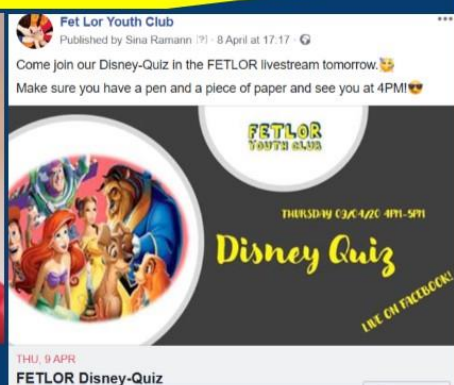 Fet Lor Youth Club
Published by Sina Ramann [?] · 8 April at 17:17 ·
Come join our Disney-Quiz in the FETLOR livestream tomorrow.
Make sure you have a pen and a piece of paper and see you at 4PM!
FETLOR
YOUTH CLUB
THURSDAY 09/04/20 4PM-5PM
Disney Quiz
LIVE ON FACEBOOK!
THU, 9 APR
FETLOR Disney-Quiz